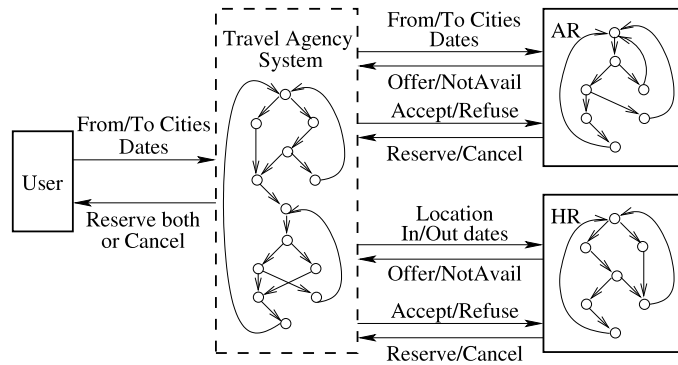 User
From/To Cities
Dates
Reserve both
or Cancel
Travel Agency
System
From/To Cities
Dates
Offer/NotAvail
Accept/Refuse
Reserve/Cancel
AR
Location
In/Out dates
Offer/NotAvail
Accept/Refuse
Reserve/Cancel
HR